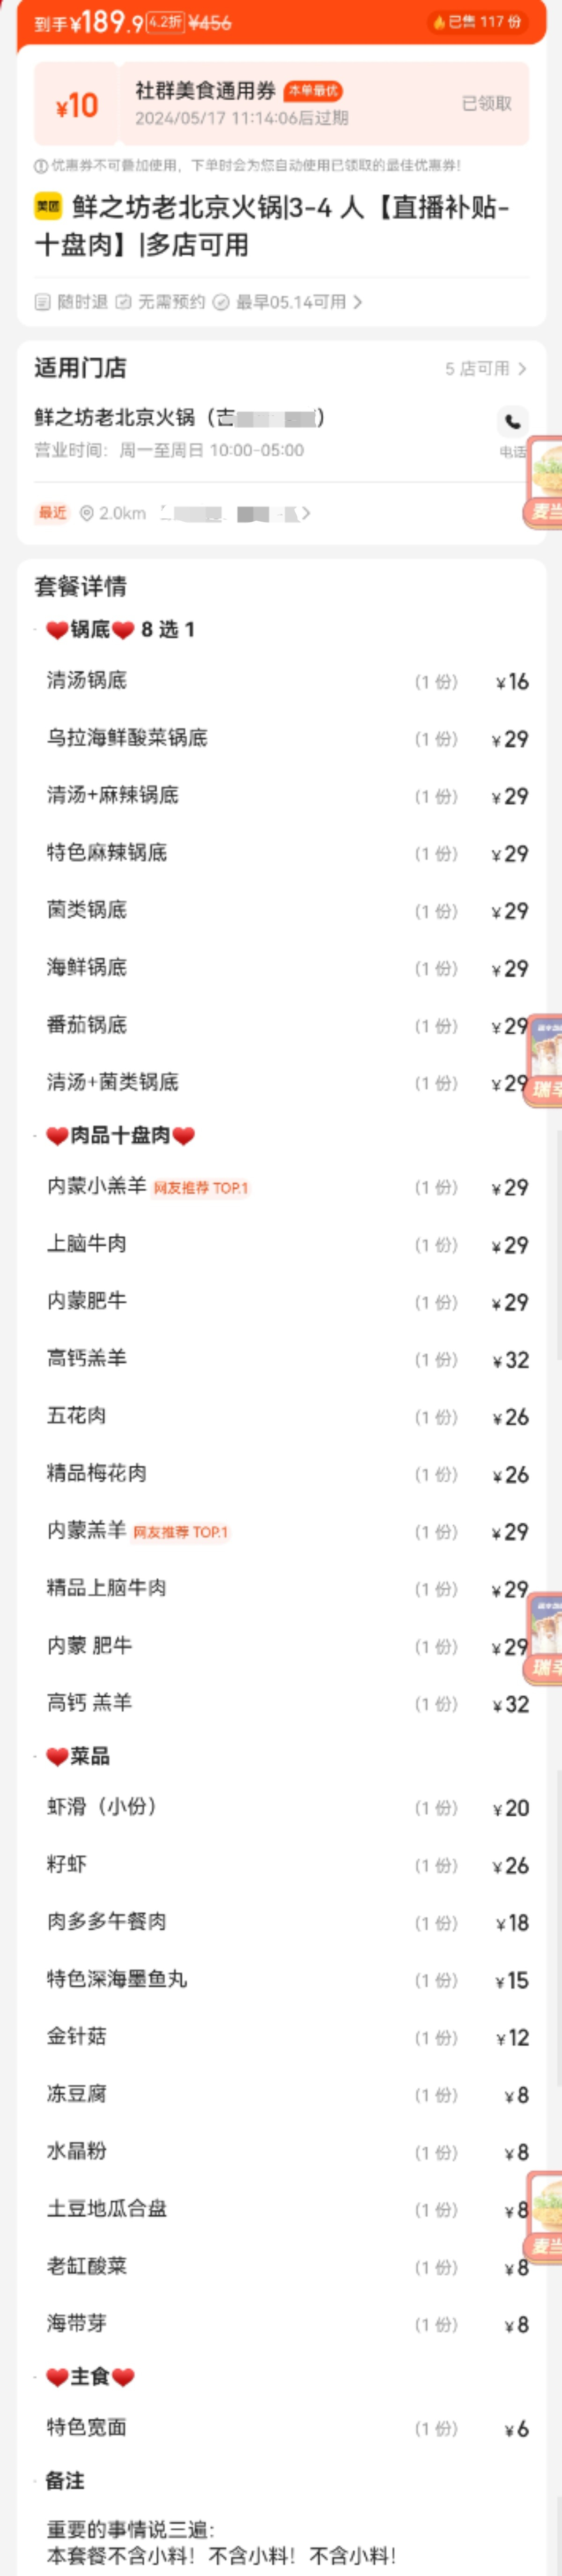 到手¥189.9 4.2折 ¥456 已售 117 份
¥10
社群美食通用券 本单最优
2024/05/17 11:14:06后过期
已领取
优惠券不可叠加使用，下单时会为您自动使用已领取的最佳优惠券！
美团 鲜之坊老北京火锅|3-4 人【直播补贴-
十盘肉】|多店可用
随时退 无需预约 最早05.14可用 >
适用门店 5 店可用 >
鲜之坊老北京火锅（吉 ）
营业时间：周一至周日 10:00-05:00
电话
最近 2.0km >
套餐详情
· ❤️锅底❤️ 8 选 1
清汤锅底 (1 份) ¥16
乌拉海鲜酸菜锅底 (1 份) ¥29
清汤+麻辣锅底 (1 份) ¥29
特色麻辣锅底 (1 份) ¥29
菌类锅底 (1 份) ¥29
海鲜锅底 (1 份) ¥29
番茄锅底 (1 份) ¥29
清汤+菌类锅底 (1 份) ¥29
· ❤️肉品十盘肉❤️
内蒙小羔羊 网友推荐 TOP.1 (1 份) ¥29
上脑牛肉 (1 份) ¥29
内蒙肥牛 (1 份) ¥29
高钙羔羊 (1 份) ¥32
五花肉 (1 份) ¥26
精品梅花肉 (1 份) ¥26
内蒙羔羊 网友推荐 TOP.1 (1 份) ¥29
精品上脑牛肉 (1 份) ¥29
内蒙 肥牛 (1 份) ¥29
高钙 羔羊 (1 份) ¥32
· ❤️菜品
虾滑（小份） (1 份) ¥20
籽虾 (1 份) ¥26
肉多多午餐肉 (1 份) ¥18
特色深海墨鱼丸 (1 份) ¥15
金针菇 (1 份) ¥12
冻豆腐 (1 份) ¥8
水晶粉 (1 份) ¥8
土豆地瓜合盘 (1 份) ¥8
老缸酸菜 (1 份) ¥8
海带芽 (1 份) ¥8
· ❤️主食❤️
特色宽面 (1 份) ¥6
· 备注
重要的事情说三遍：
本套餐不含小料！不含小料！不含小料！